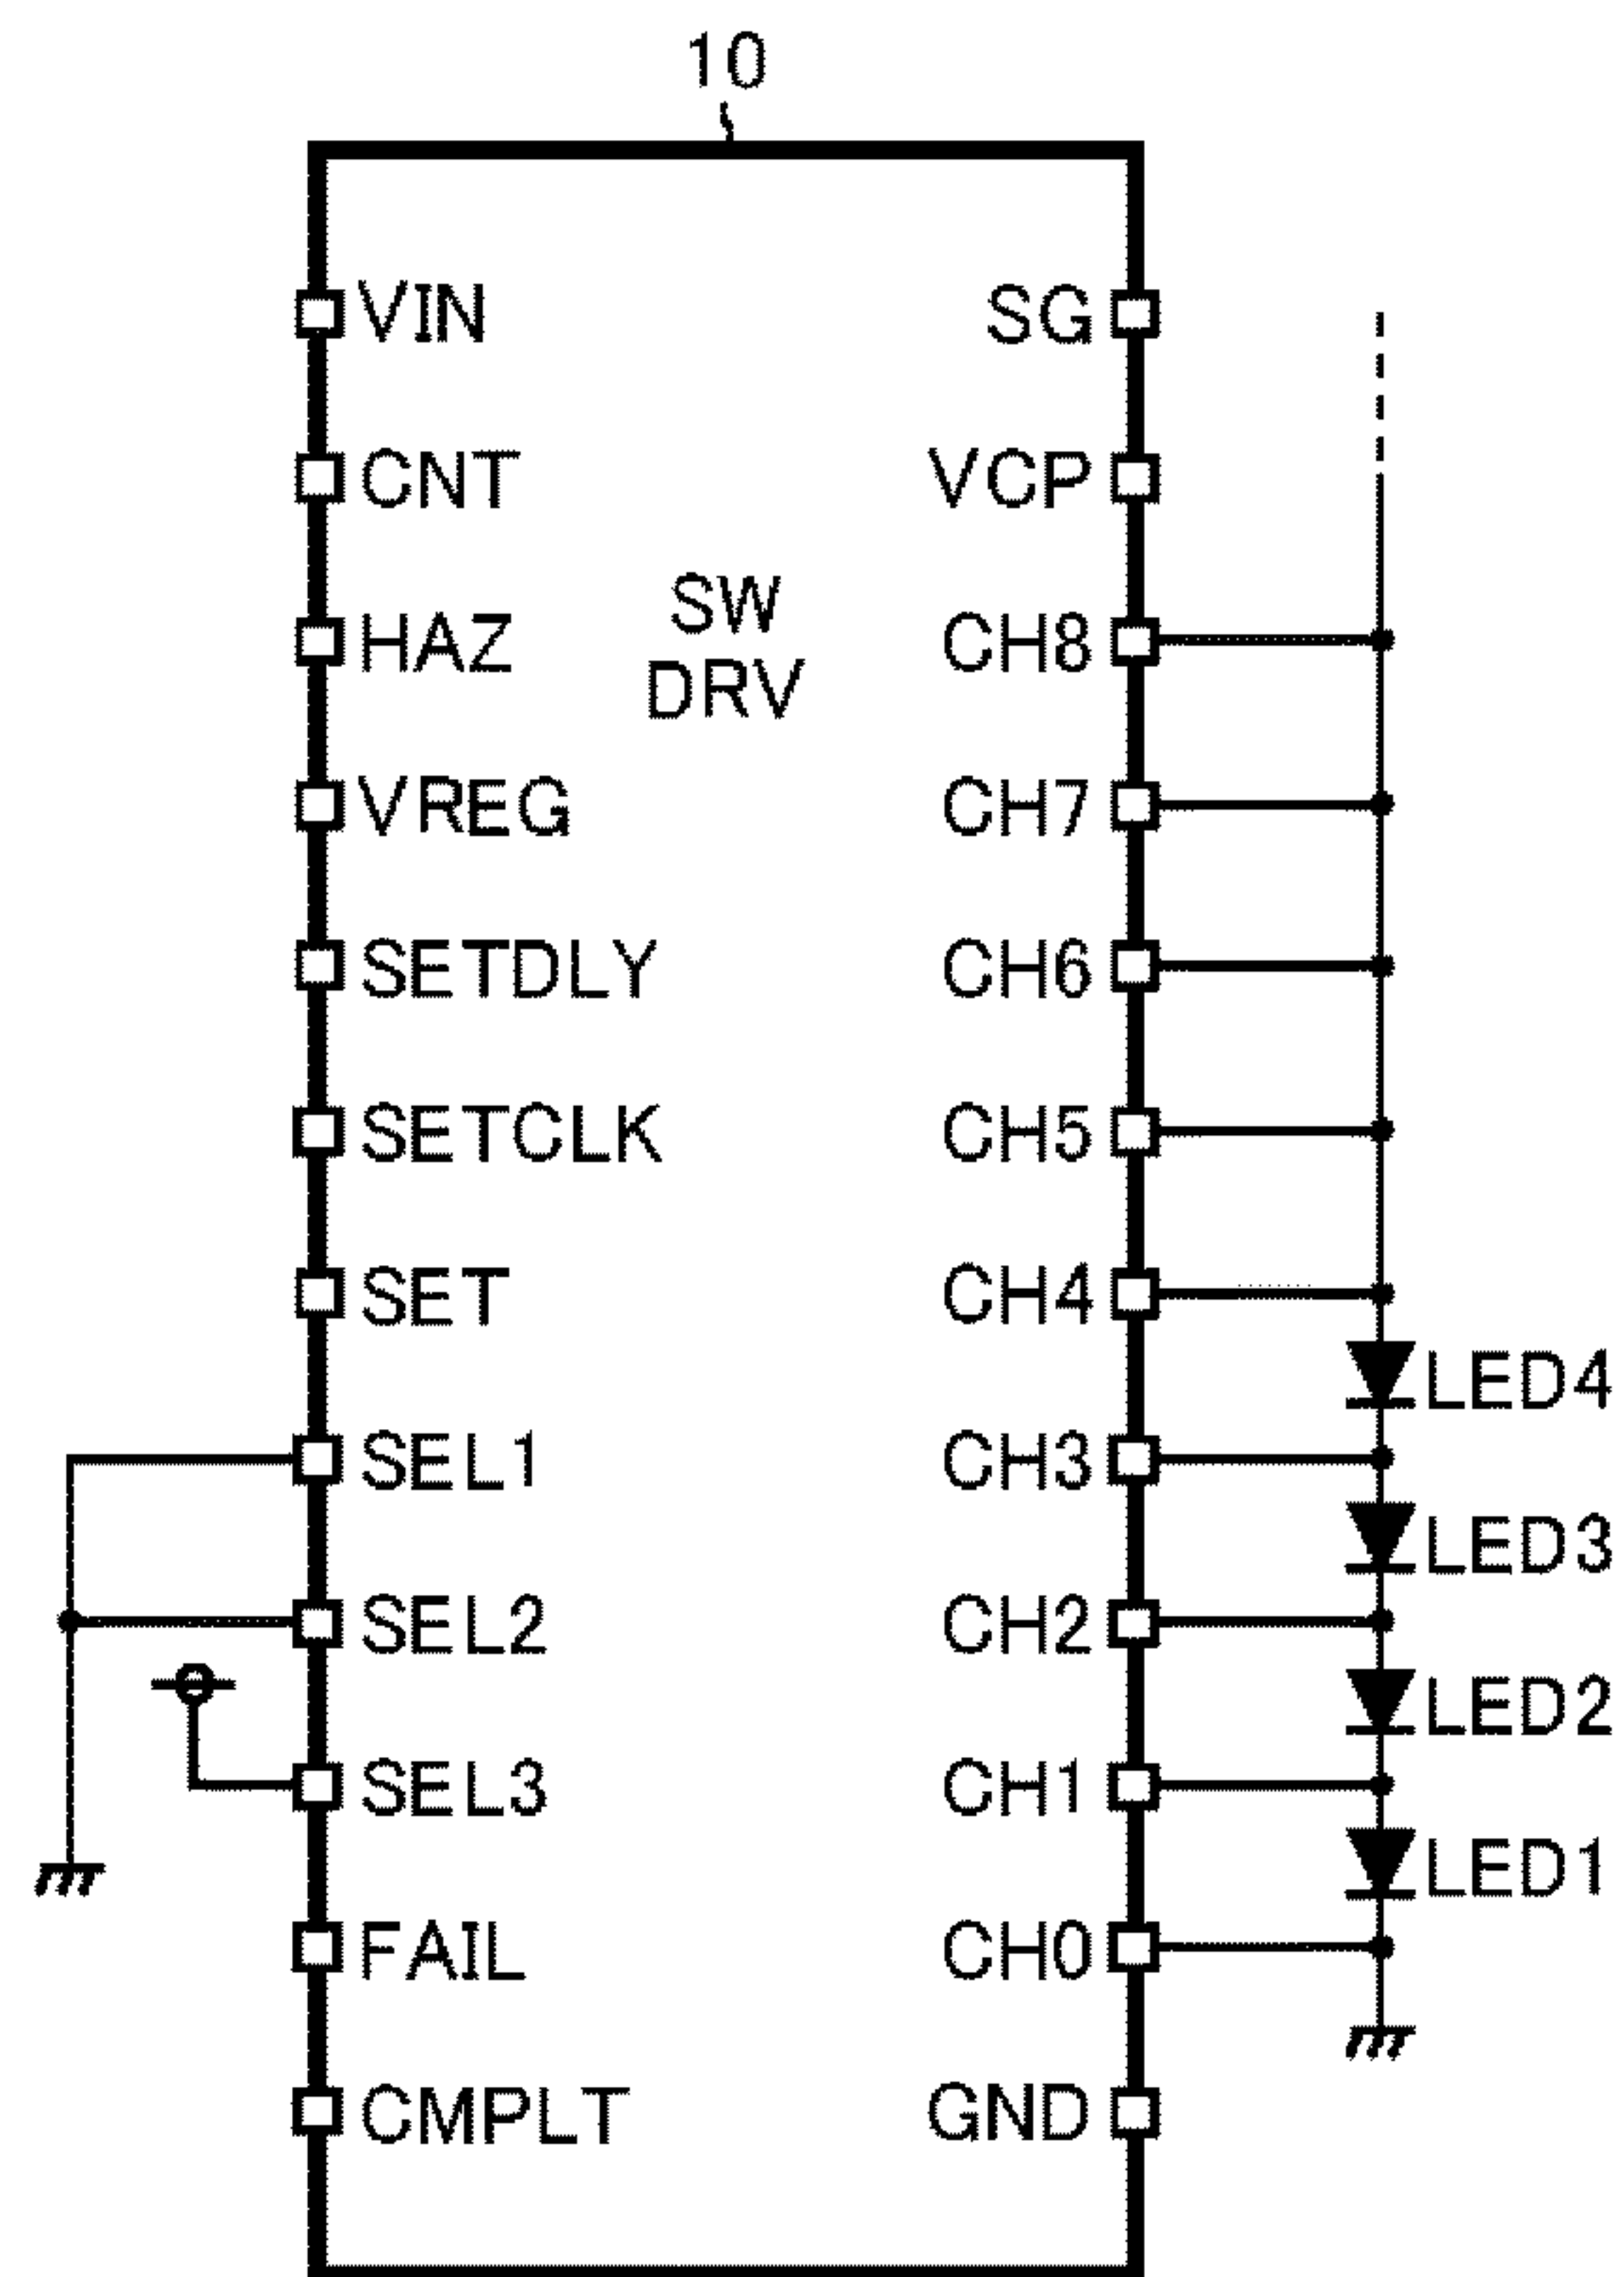 10
VIN
SG
CNT
VCP
SW
DRV
HAZ
CH8
VREG
CH7
SETDLY
CH6
SETCLK
CH5
SET
CH4
LED4
SEL1
CH3
LED3
SEL2
CH2
LED2
SEL3
CH1
LED1
FAIL
CH0
CMPLT
GND